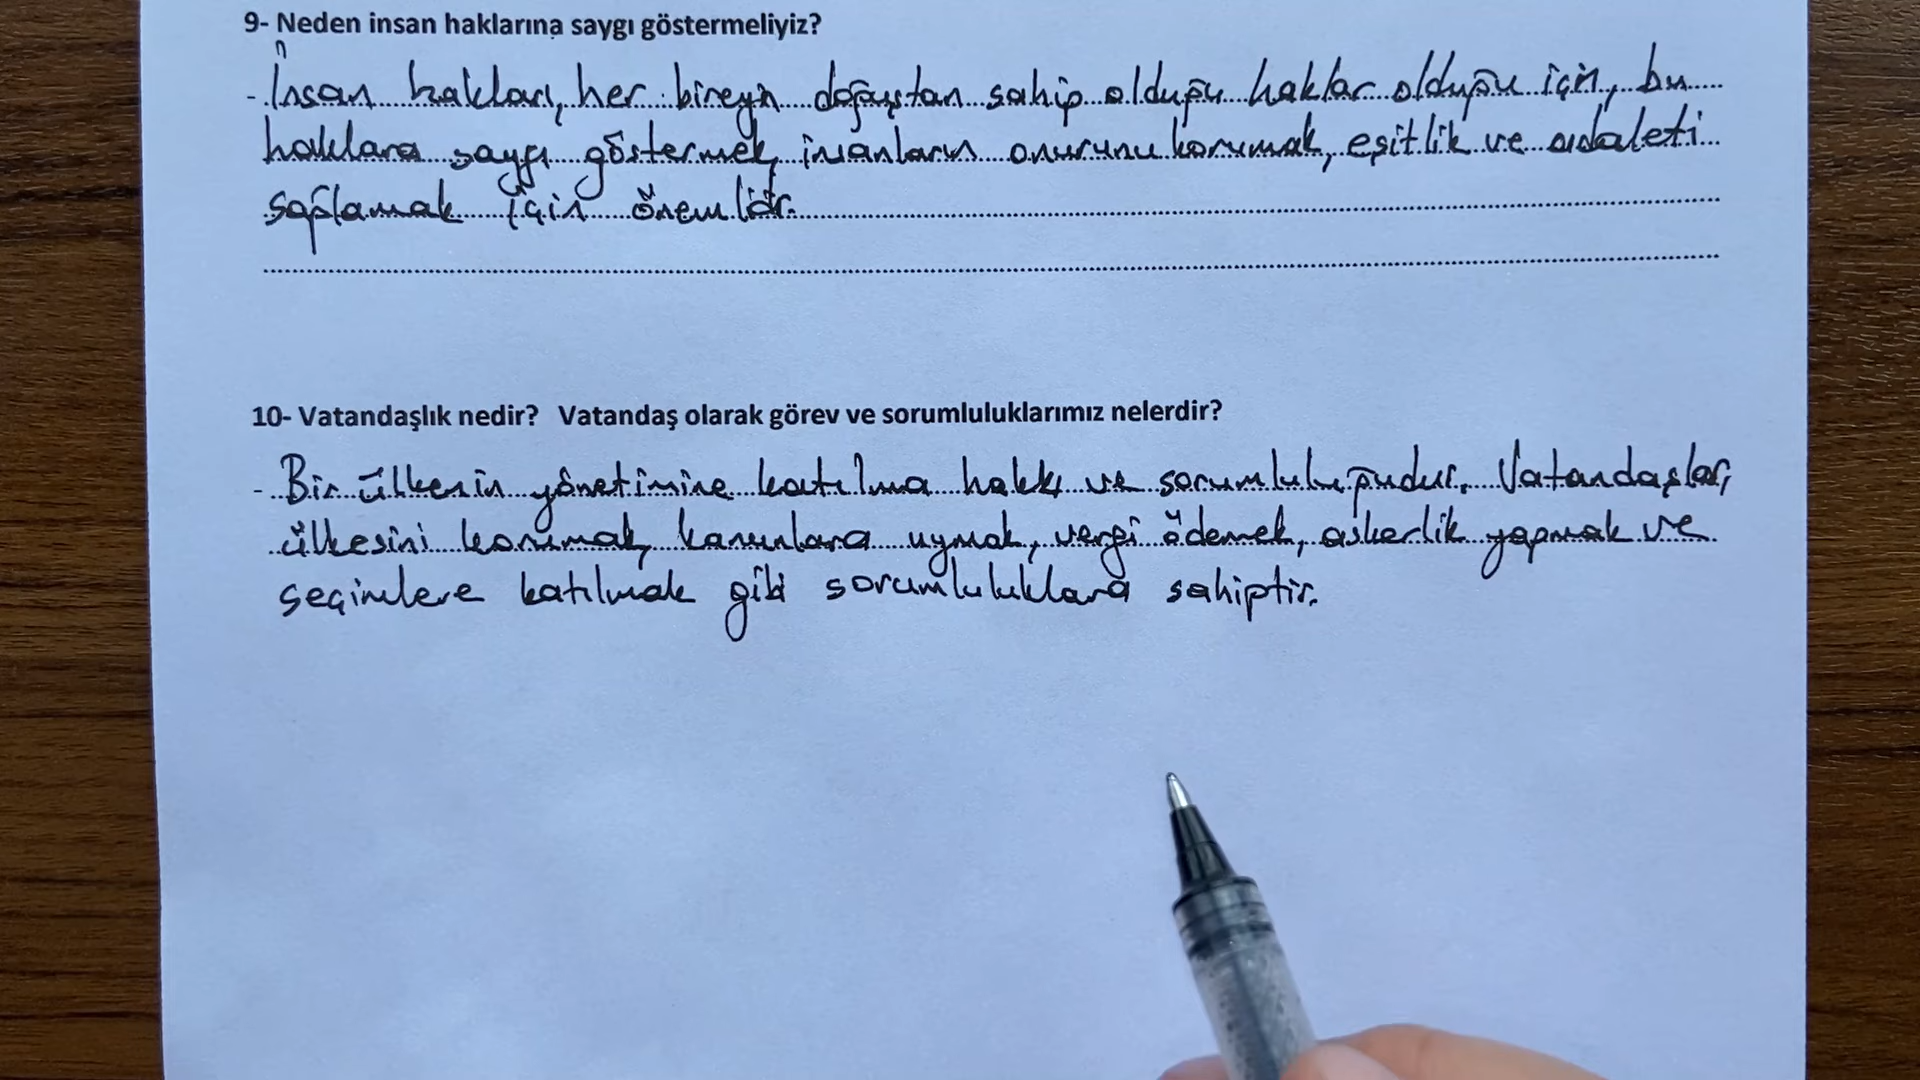 9- Neden insan haklarına saygı göstermeliyiz?
- İnsan hakları, her bireyin doğuştan sahip olduğu haklar olduğu için, bu
haklara saygı göstermek, insanların onurunu korumak, eşitlik ve adaleti
sağlamak için önemlidir.
10- Vatandaşlık nedir? Vatandaş olarak görev ve sorumluluklarımız nelerdir?
- Bir ülkenin yönetimine katılma hakkı ve sorumluluğudur. Vatandaşlar,
ülkesini korumak, kanunlara uymak, vergi ödemek, askerlik yapmak ve
seçimlere katılmak gibi sorumluluklara sahiptir.